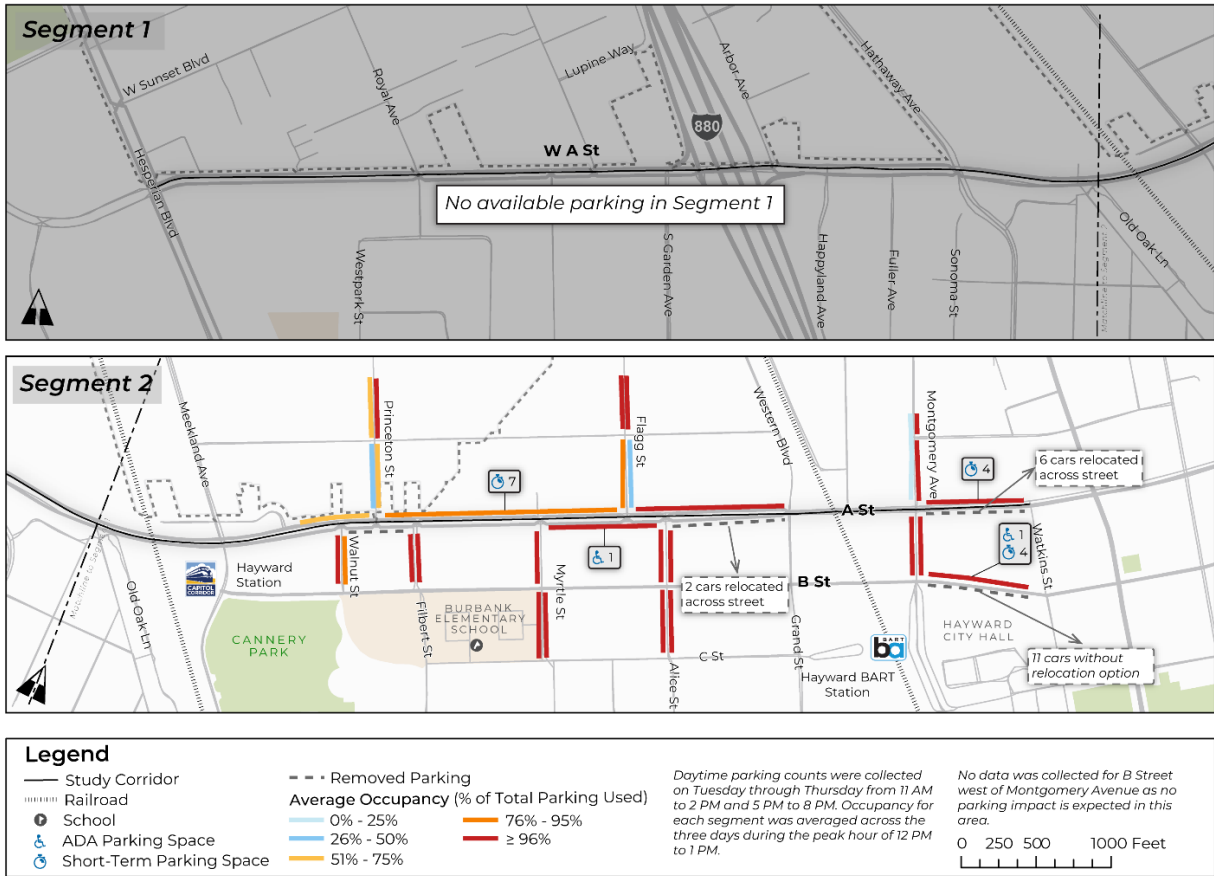 Segment 1
W Sunset Blvd
Royal Ave
Lupine Way
Arbor Ave
Hathaway Ave
880
W A St
Hesperian Blvd
No available parking in Segment 1
Westpark St
S Garden Ave
Happyland Ave
Fuller Ave
Sonoma St
Old Oak Ln
Segment 2
Meekland Ave
Princeton St
Flagg St
Western Blvd
Montgomery Ave
7
4
6 cars relocated
across street
A St
Walnut St
1
1
4
Watkins St
Hayward
Station
CAPITOL
CORRIDOR
Old Oak Ln
Filbert St
Myrtle St
2 cars relocated
across street
B St
BURBANK
ELEMENTARY
SCHOOL
CANNERY
PARK
Alice St
C St
Grand St
BART
ba
Hayward BART
Station
HAYWARD
CITY HALL
11 cars without
relocation option
Legend
Study Corridor
Railroad
School
ADA Parking Space
Short-Term Parking Space
Removed Parking
Average Occupancy (% of Total Parking Used)
0% - 25%
26% - 50%
51% - 75%
76% - 95%
≥ 96%
Daytime parking counts were collected
on Tuesday through Thursday from 11 AM
to 2 PM and 5 PM to 8 PM. Occupancy for
each segment was averaged across the
three days during the peak hour of 12 PM
to 1 PM.
No data was collected for B Street
west of Montgomery Avenue as no
parking impact is expected in this
area.
0 250 500 1000 Feet